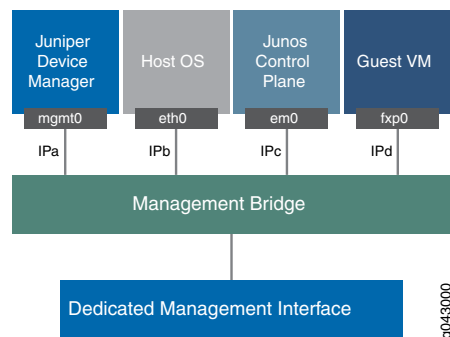 Juniper
Device
Manager
Host OS
Junos
Control
Plane
Guest VM
mgmt0
eth0
em0
fxp0
IPa
IPb
IPc
IPd
Management Bridge
Dedicated Management Interface
g043000